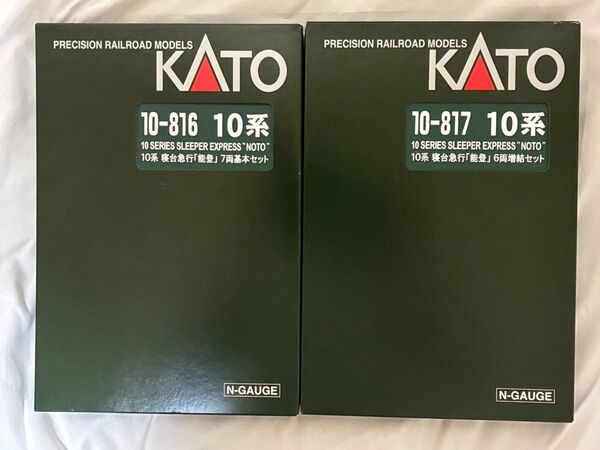 PRECISION RAILROAD MODELS
KATO
10-816 10系
10 SERIES SLEEPER EXPRESS "NOTO"
10系 寝台急行「能登」 7両基本セット
N-GAUGE
PRECISION RAILROAD MODELS
KATO
10-817 10系
10 SERIES SLEEPER EXPRESS "NOTO"
10系 寝台急行「能登」 6両増結セット
N-GAUGE